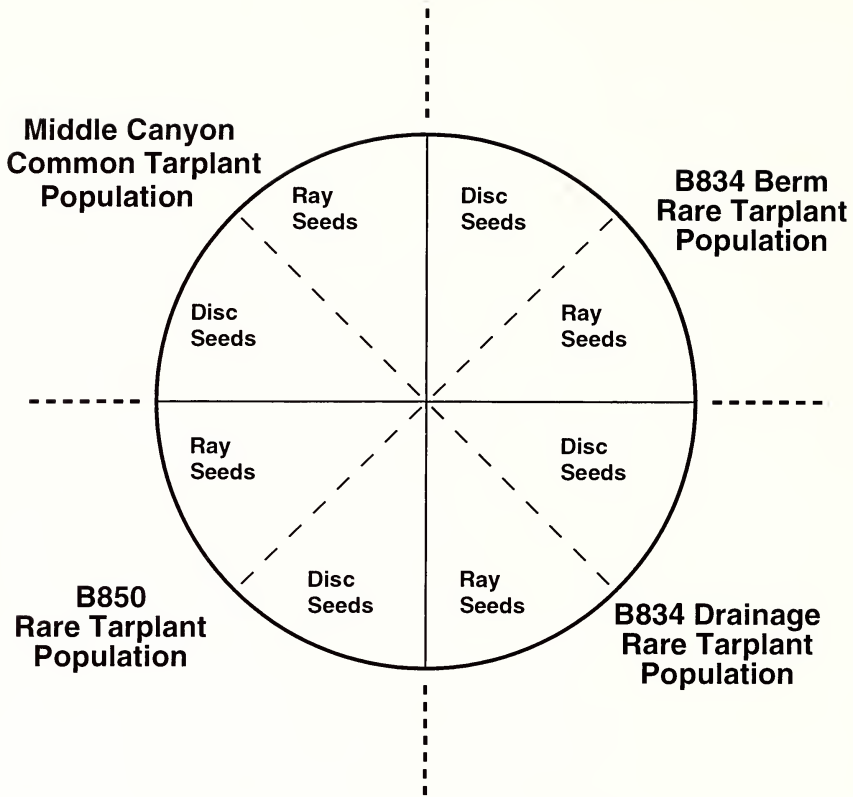 Middle Canyon
Common Tarplant
Population
B834 Berm
Rare Tarplant
Population
Ray
Seeds
Disc
Seeds
Disc
Seeds
Ray
Seeds
Ray
Seeds
Disc
Seeds
Disc
Seeds
Ray
Seeds
B850
Rare Tarplant
Population
B834 Drainage
Rare Tarplant
Population